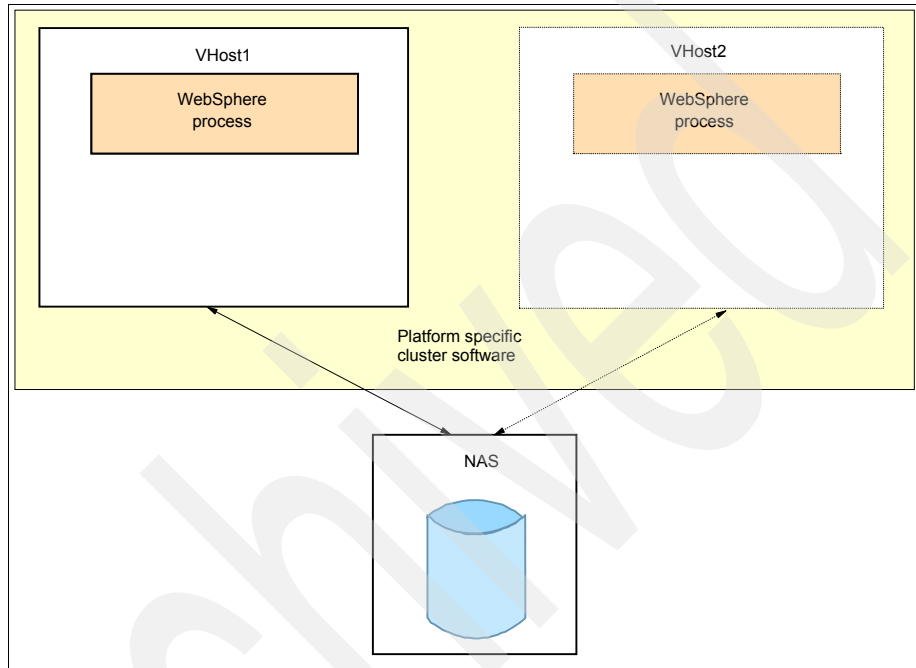 VHost1
WebSphere
process
VHost2
WebSphere
process
Platform specific
cluster software
NAS